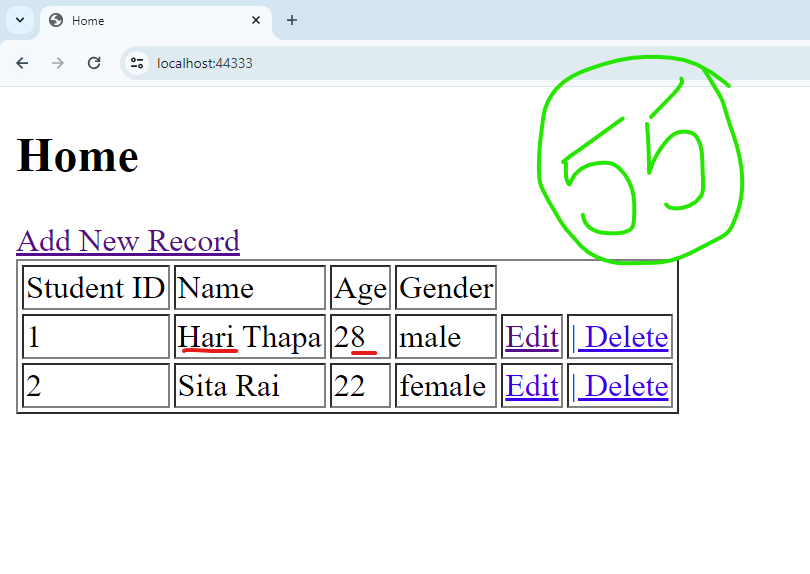 Home
localhost:44333
55
Home
Add New Record
Student ID Name Age Gender
1 Hari Thapa 28 male Edit | Delete
2 Sita Rai 22 female Edit | Delete